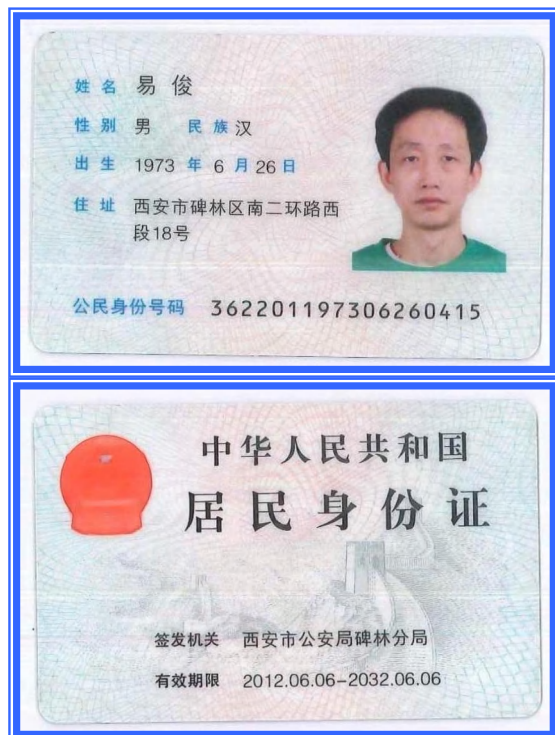 姓名 易俊
性别 男 民族 汉
出生 1973 年 6 月 26 日
住址 西安市碑林区南二环路西
段18号
公民身份号码 362201197306260415
中华人民共和国
居民身份证
签发机关 西安市公安局碑林分局
有效期限 2012.06.06-2032.06.06